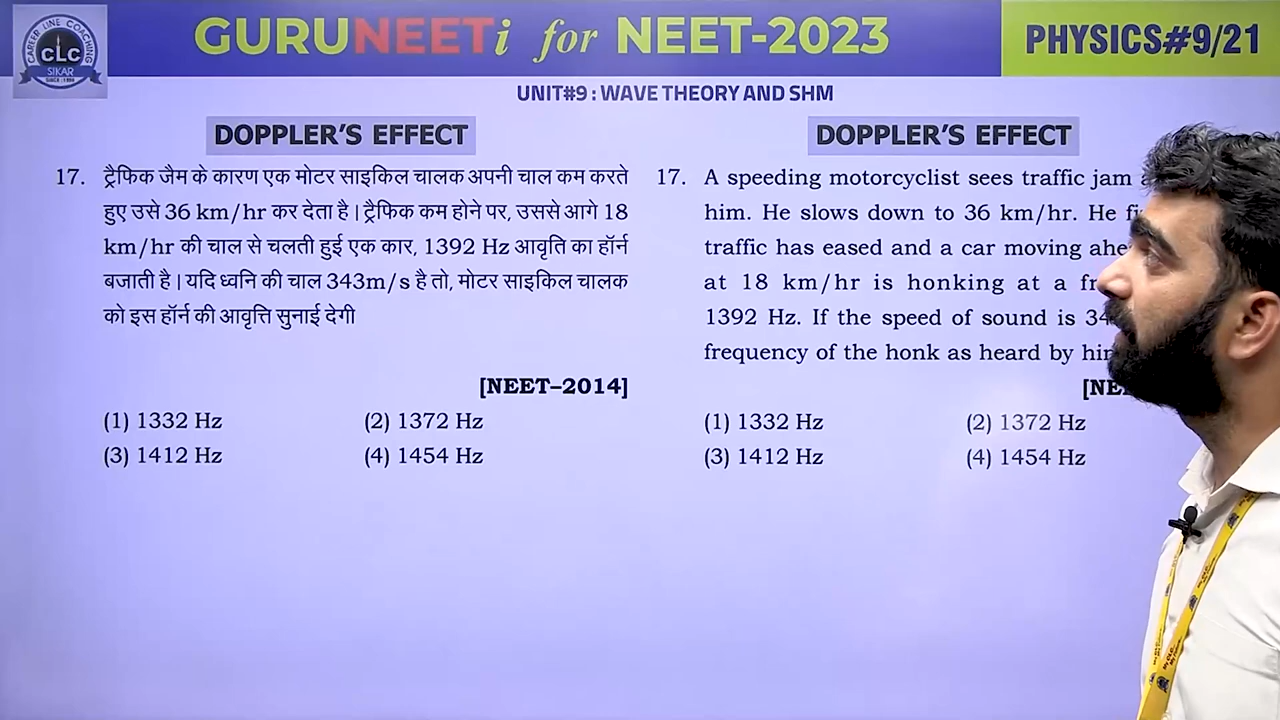 CAREER LINE COACHING
CLC
SIKAR
SINCE : 1996
GURUNEETi for NEET-2023
PHYSICS#9/21
UNIT#9 : WAVE THEORY AND SHM
DOPPLER'S EFFECT
17. ट्रैफिक जैम के कारण एक मोटर साइकिल चालक अपनी चाल कम करते
हुए उसे 36 km/hr कर देता है। ट्रैफिक कम होने पर, उससे आगे 18
km/hr की चाल से चलती हुई एक कार, 1392 Hz आवृति का हॉर्न
बजाती है। यदि ध्वनि की चाल 343m/s है तो, मोटर साइकिल चालक
को इस हॉर्न की आवृत्ति सुनाई देगी
[NEET–2014]
(1) 1332 Hz (2) 1372 Hz
(3) 1412 Hz (4) 1454 Hz
DOPPLER'S EFFECT
17. A speeding motorcyclist sees traffic jam
him. He slows down to 36 km/hr. He
traffic has eased and a car moving
at 18 km/hr is honking at a
1392 Hz. If the speed of sound is
frequency of the honk as heard by
(1) 1332 Hz (2) 1372 Hz
(3) 1412 Hz (4) 1454 Hz